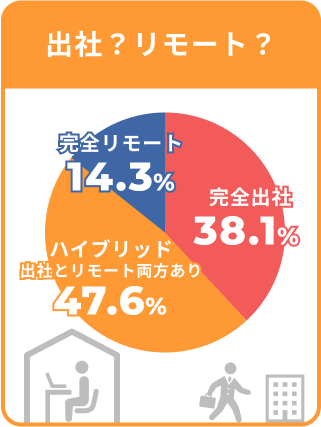 出社？リモート？
完全リモート
14.3%
完全出社
38.1%
ハイブリッド
出社とリモート両方あり
47.6%